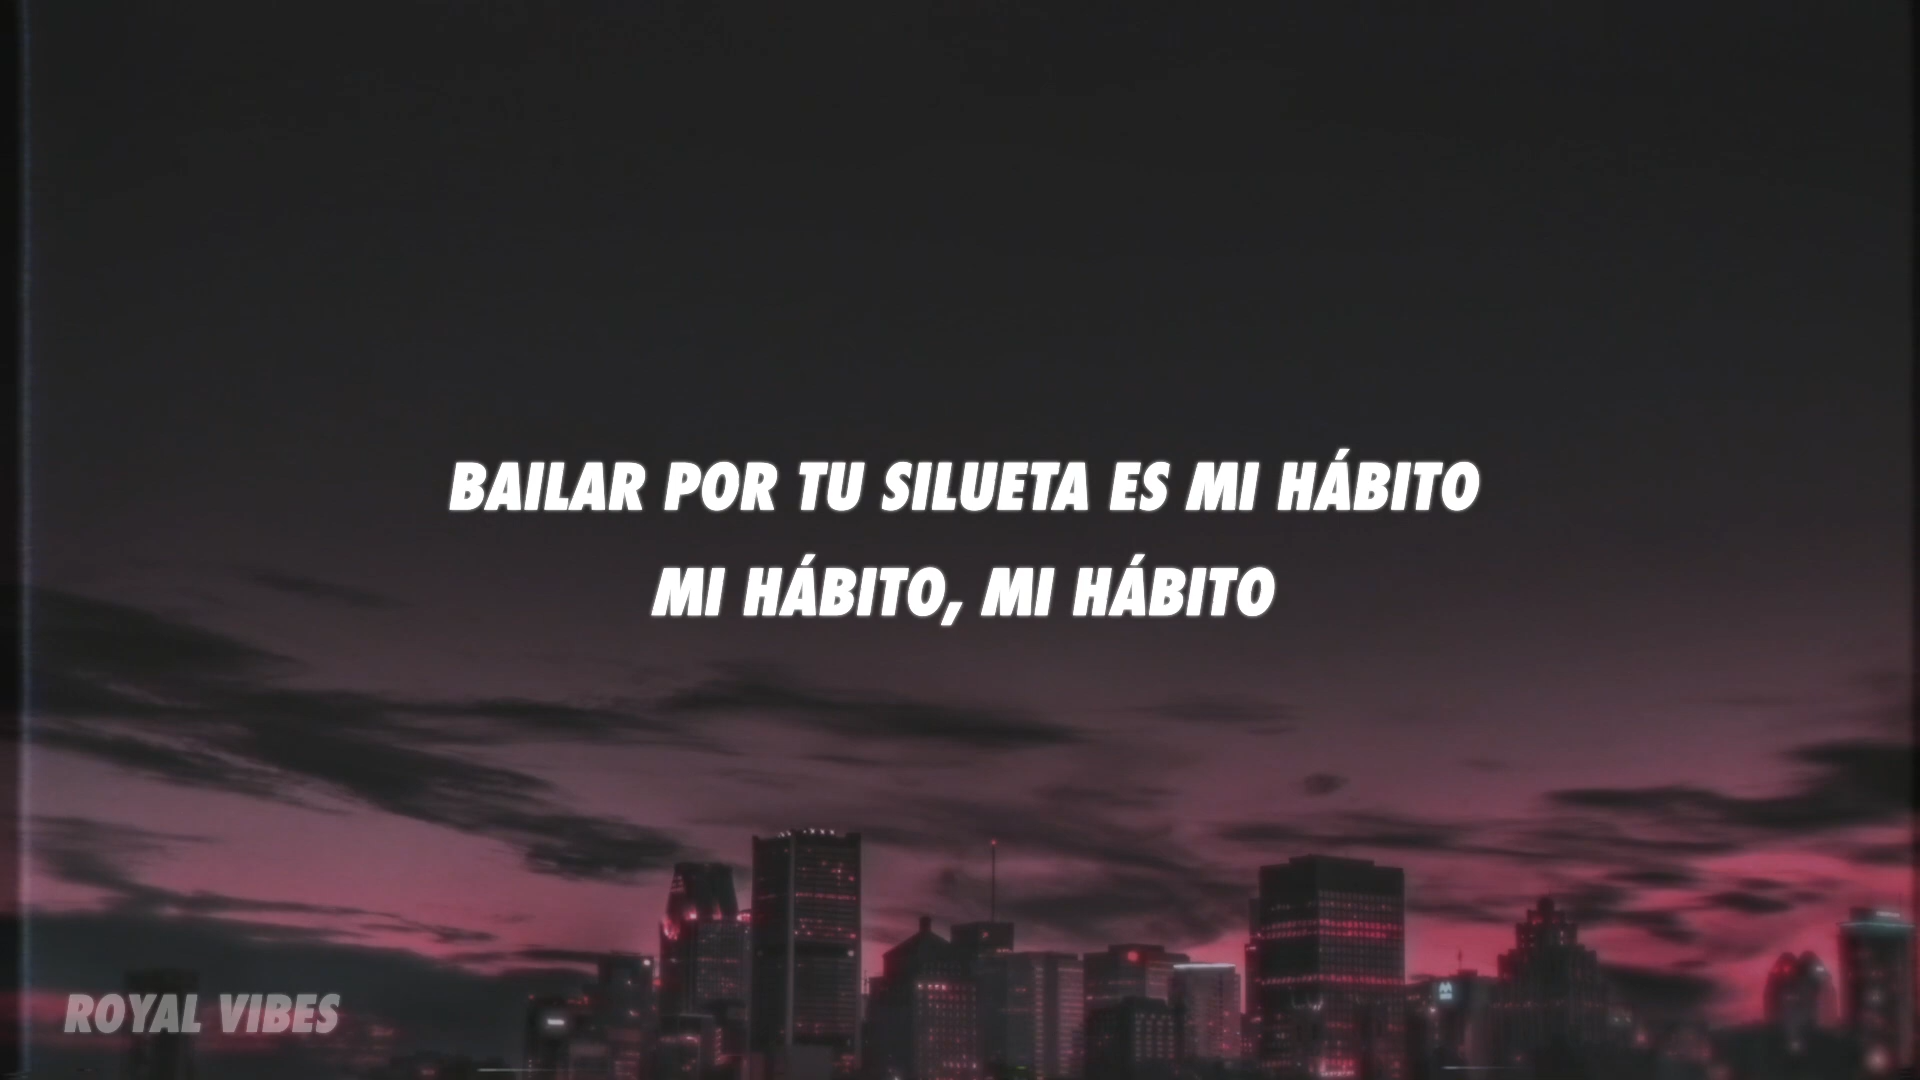 BAILAR POR TU SILUETA ES MI HÁBITO
MI HÁBITO, MI HÁBITO
ROYAL VIBES